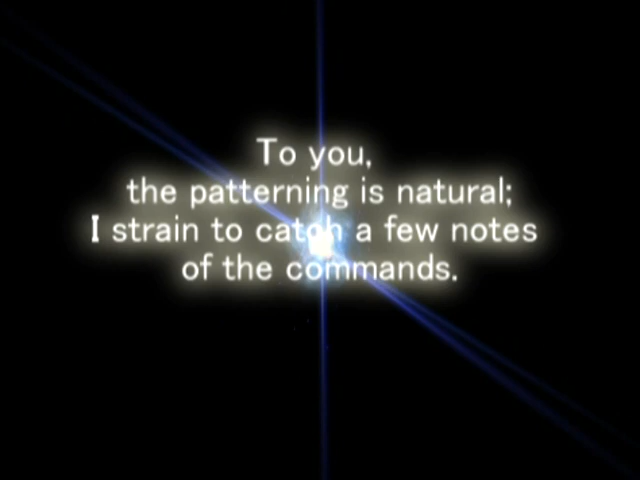 To you,
the patterning is natural;
I strain to catch a few notes
of the commands.